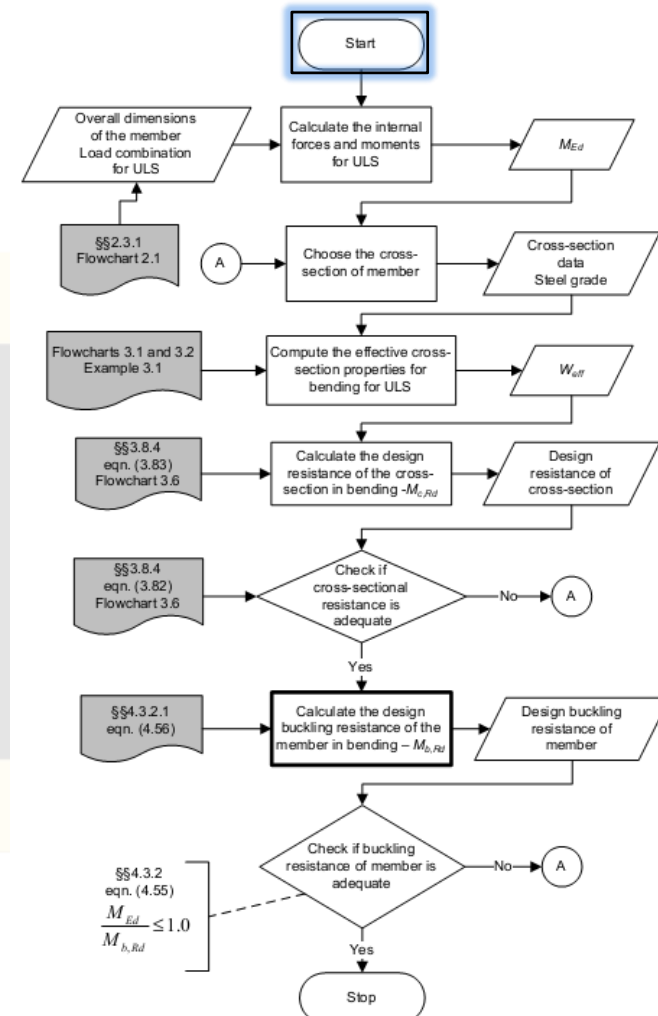 Start
Overall dimensions
of the member
Load combination
for ULS
Calculate the internal
forces and moments
for ULS
M_Ed
§§2.3.1
Flowchart 2.1
A
Choose the cross-
section of member
Cross-section
data
Steel grade
Flowcharts 3.1 and 3.2
Example 3.1
Compute the effective cross-
section properties for
bending for ULS
W_eff
§§3.8.4
eqn. (3.83)
Flowchart 3.6
Calculate the design
resistance of the cross-
section in bending -M_c,Rd
Design
resistance of
cross-section
§§3.8.4
eqn. (3.82)
Flowchart 3.6
Check if
cross-sectional
resistance is
adequate
No
A
Yes
§§4.3.2.1
eqn. (4.56)
Calculate the design
buckling resistance of the
member in bending – M_b,Rd
Design buckling
resistance of
member
§§4.3.2
eqn. (4.55)
M_Ed
M_b,Rd
≤1.0
Check if buckling
resistance of member is
adequate
No
A
Yes
Stop